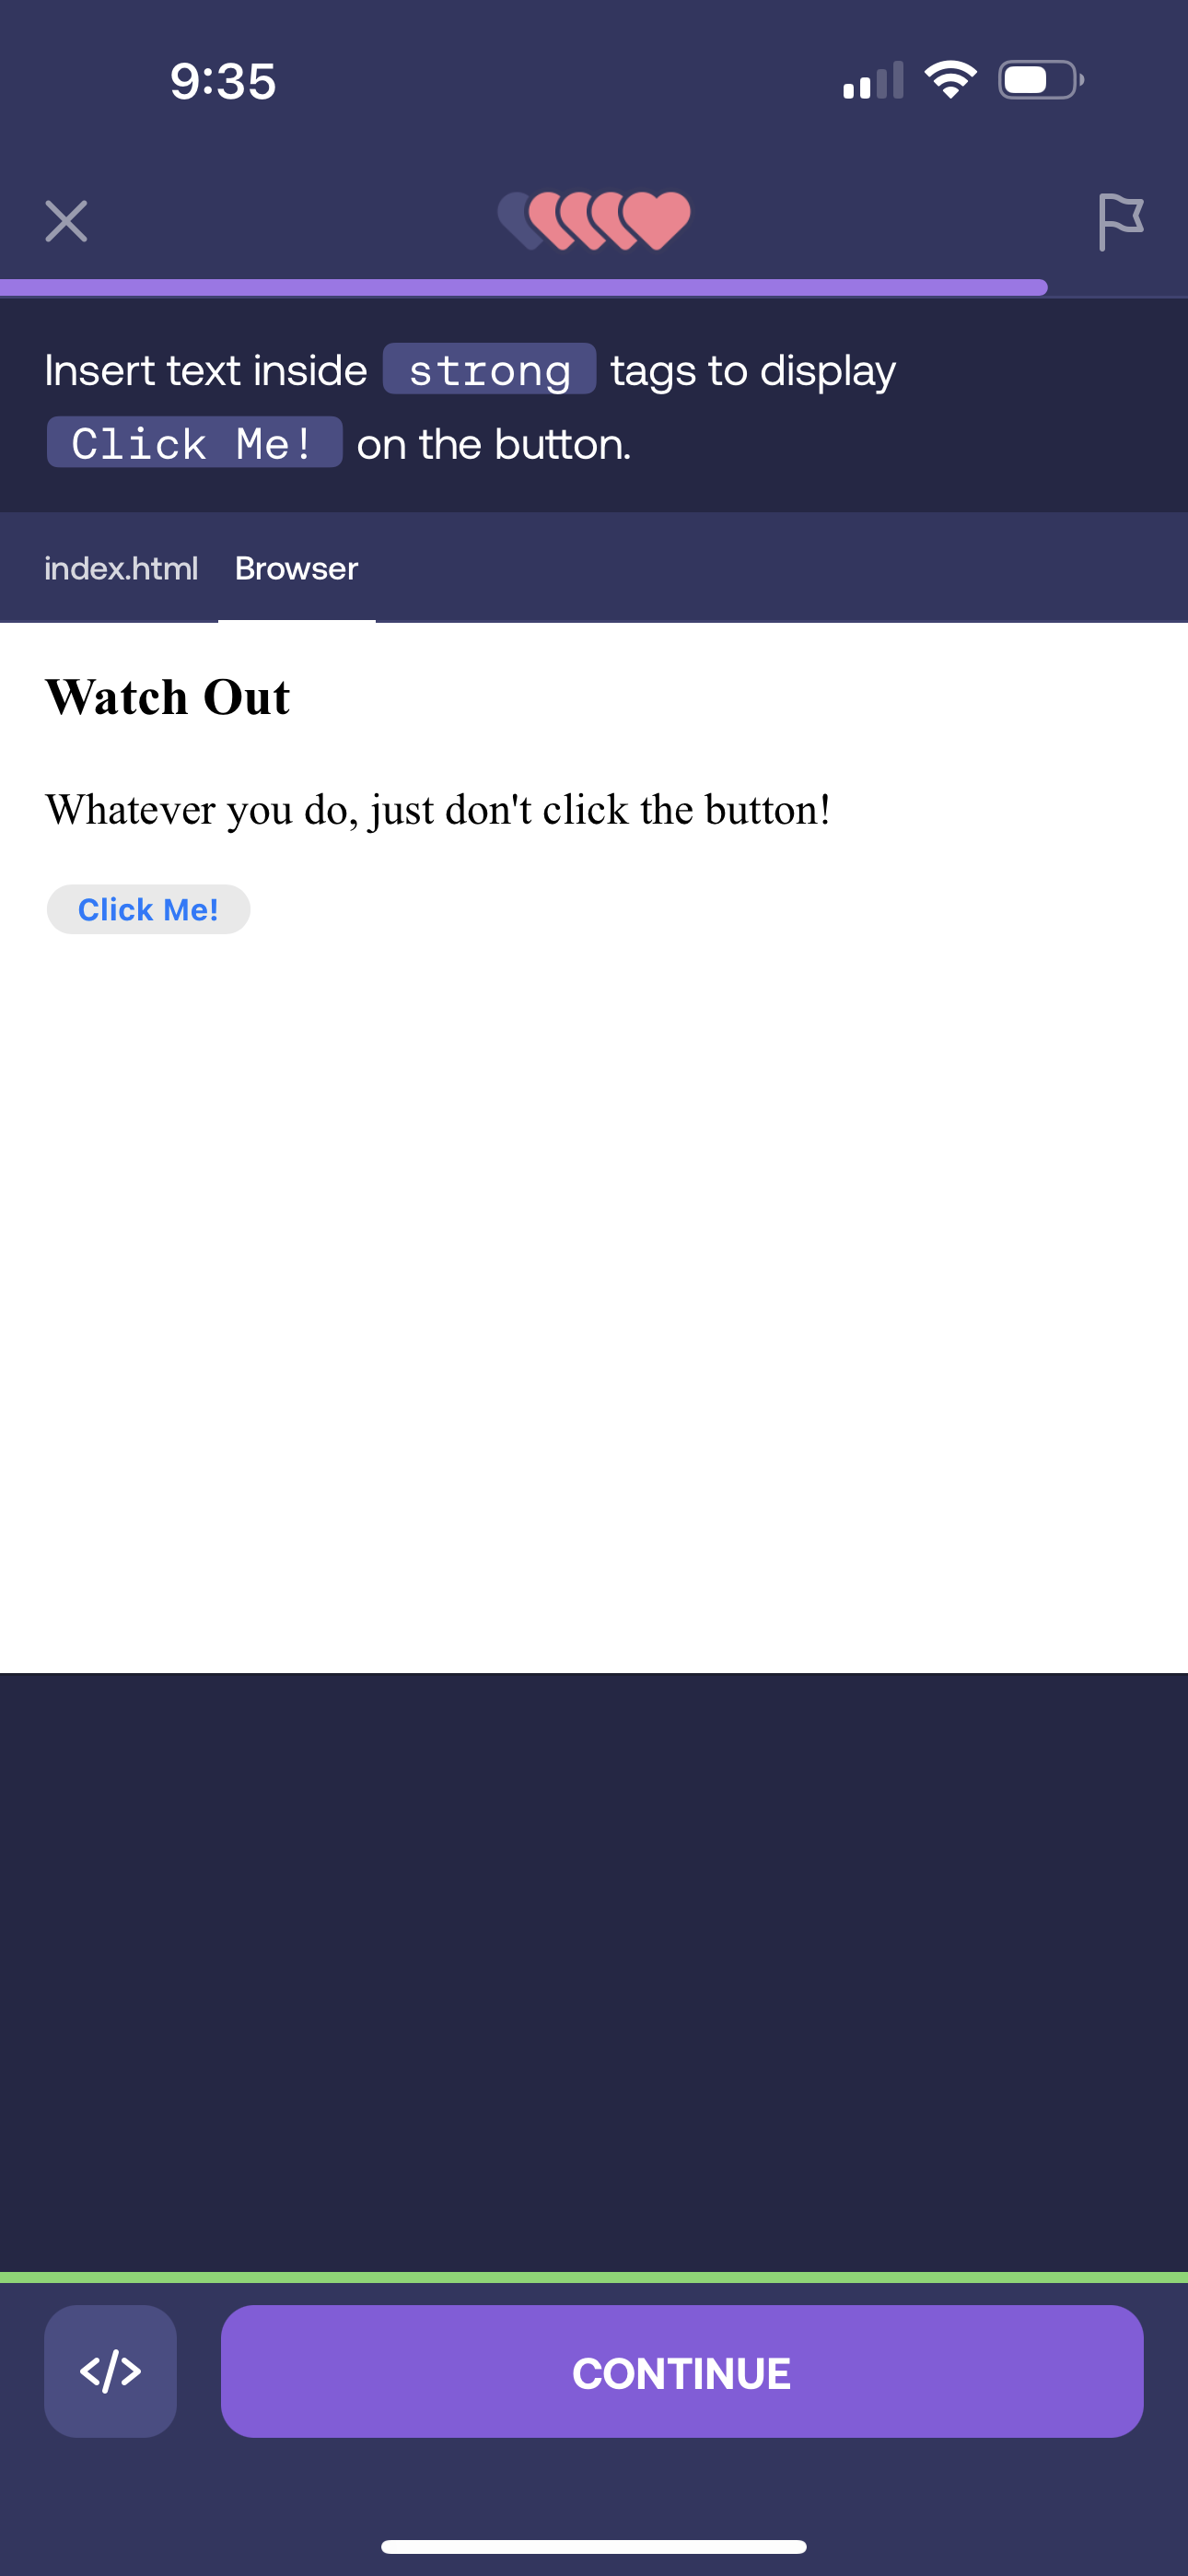 9:35
Insert text inside strong tags to display
Click Me! on the button.
index.html Browser
Watch Out
Whatever you do, just don't click the button!
Click Me!
</> CONTINUE